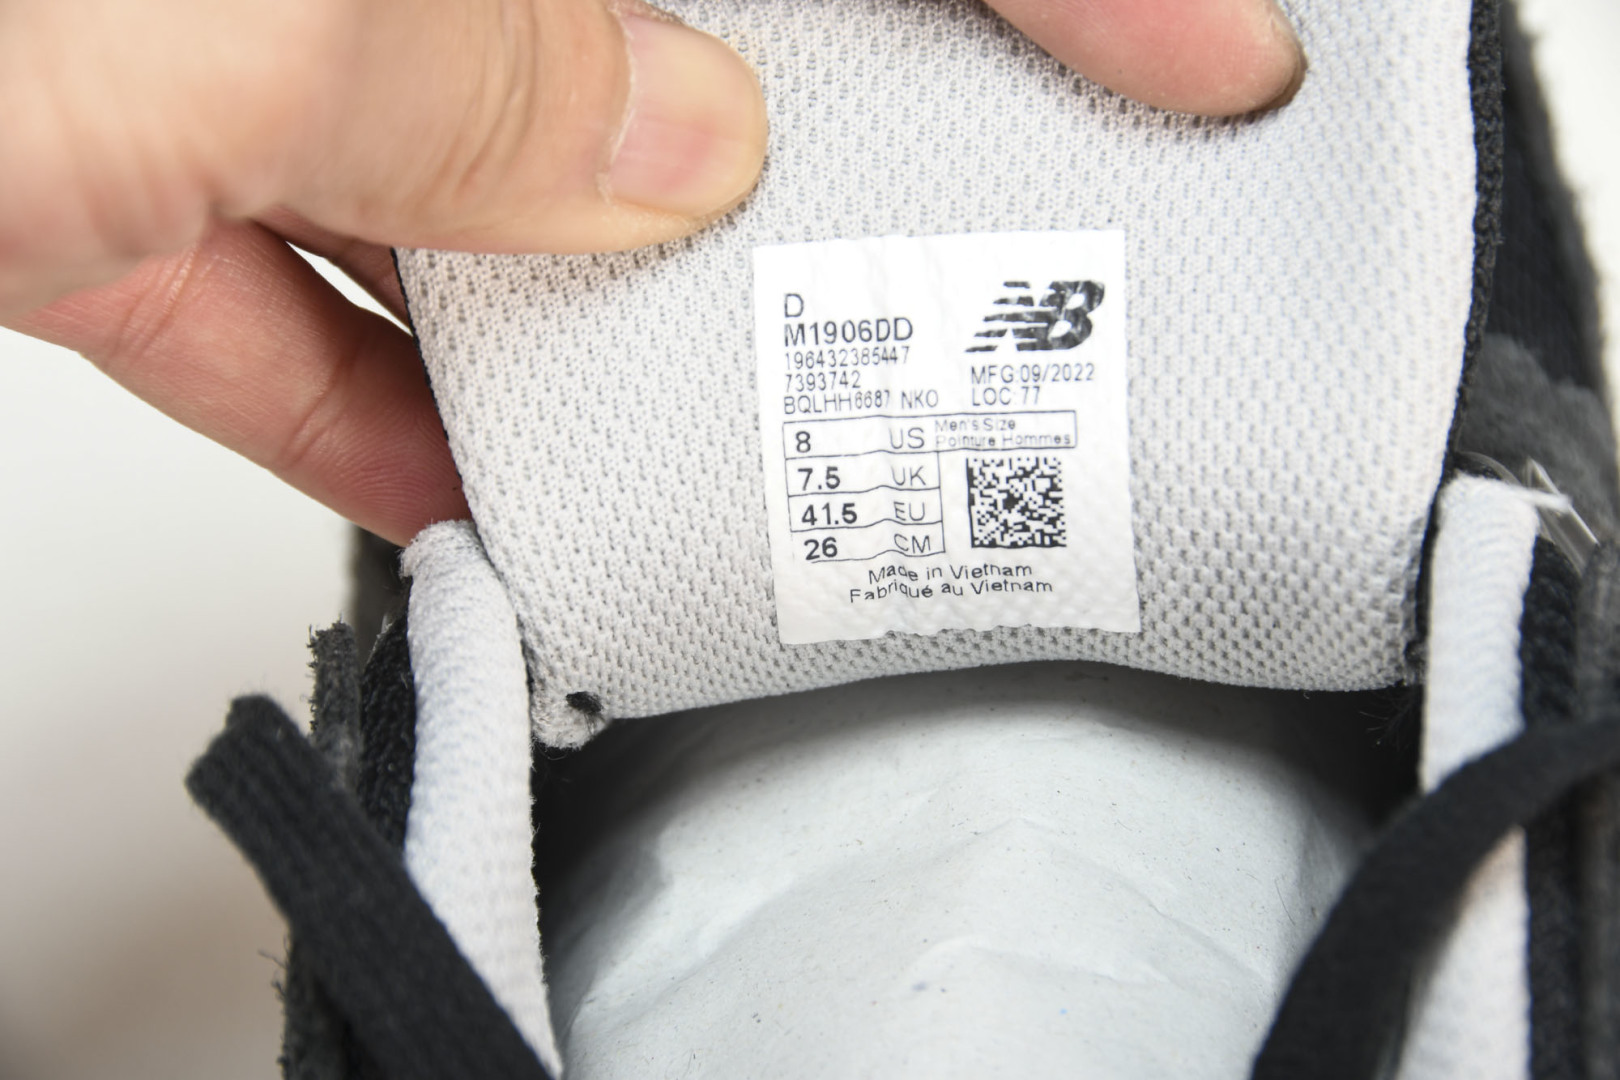 D
M1906DD
196432385447
7393742
BQLHH6687 NKO
NB
MFG:09/2022
LOC:77
8 US Men's Size
Pointure Hommes
7.5 UK
41.5 EU
26 CM
Made in Vietnam
Fabriqué au Vietnam